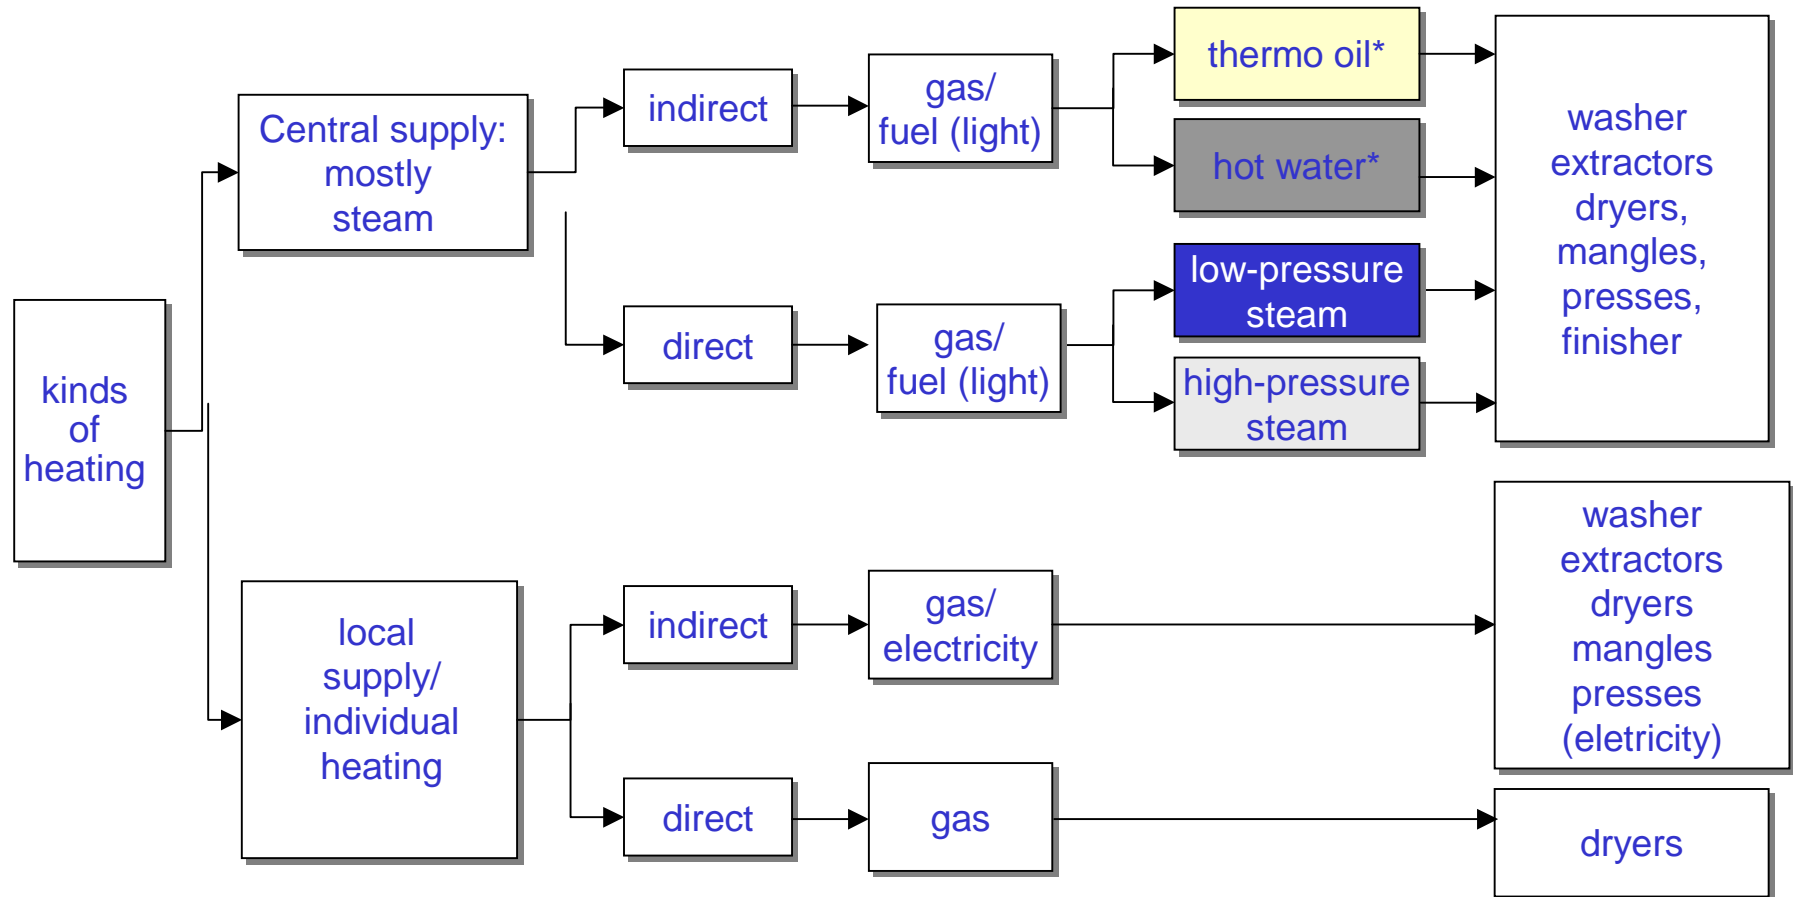 kinds
of
heating
Central supply:
mostly
steam
indirect
gas/
fuel (light)
thermo oil*
hot water*
direct
gas/
fuel (light)
low-pressure
steam
high-pressure
steam
washer
extractors
dryers,
mangles,
presses,
finisher
local
supply/
individual
heating
indirect
gas/
electricity
washer
extractors
dryers
mangles
presses
(eletricity)
direct
gas
dryers